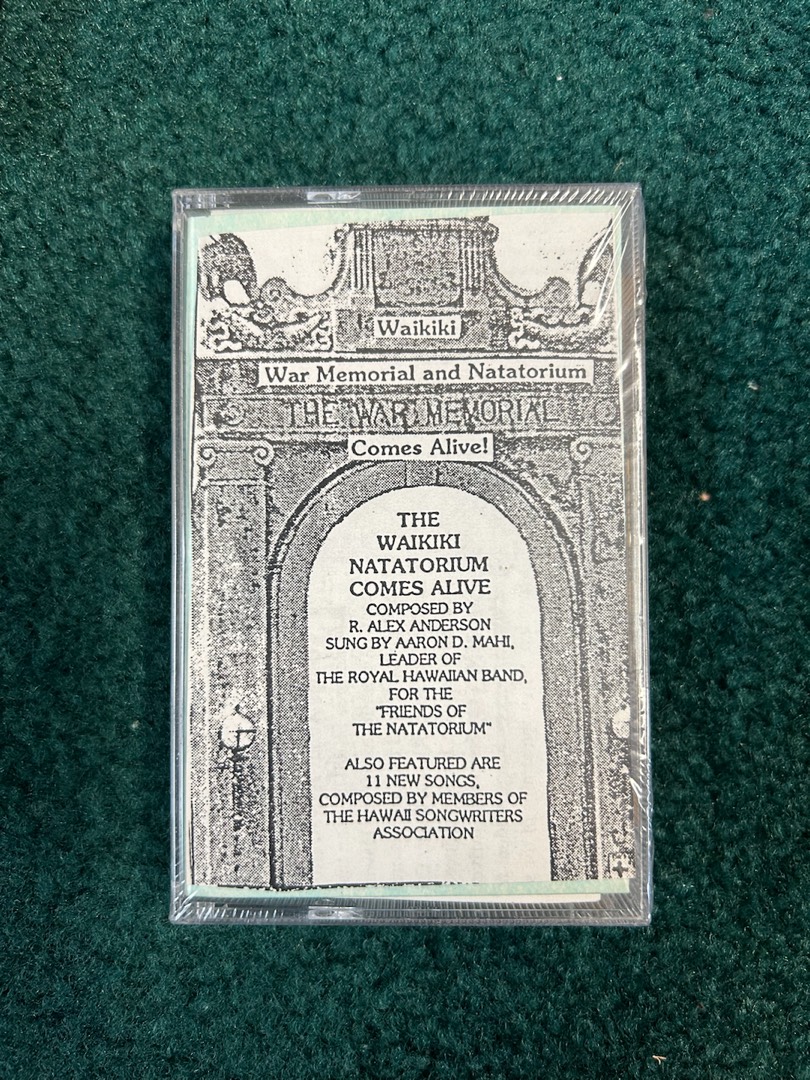 Waikiki
War Memorial and Natatorium
THE WAR MEMORIAL
Comes Alive!
THE
WAIKIKI
NATATORIUM
COMES ALIVE
COMPOSED BY
R. ALEX ANDERSON
SUNG BY AARON D. MAHI,
LEADER OF
THE ROYAL HAWAIIAN BAND,
FOR THE
"FRIENDS OF
THE NATATORIUM"
ALSO FEATURED ARE
11 NEW SONGS,
COMPOSED BY MEMBERS OF
THE HAWAII SONGWRITERS
ASSOCIATION